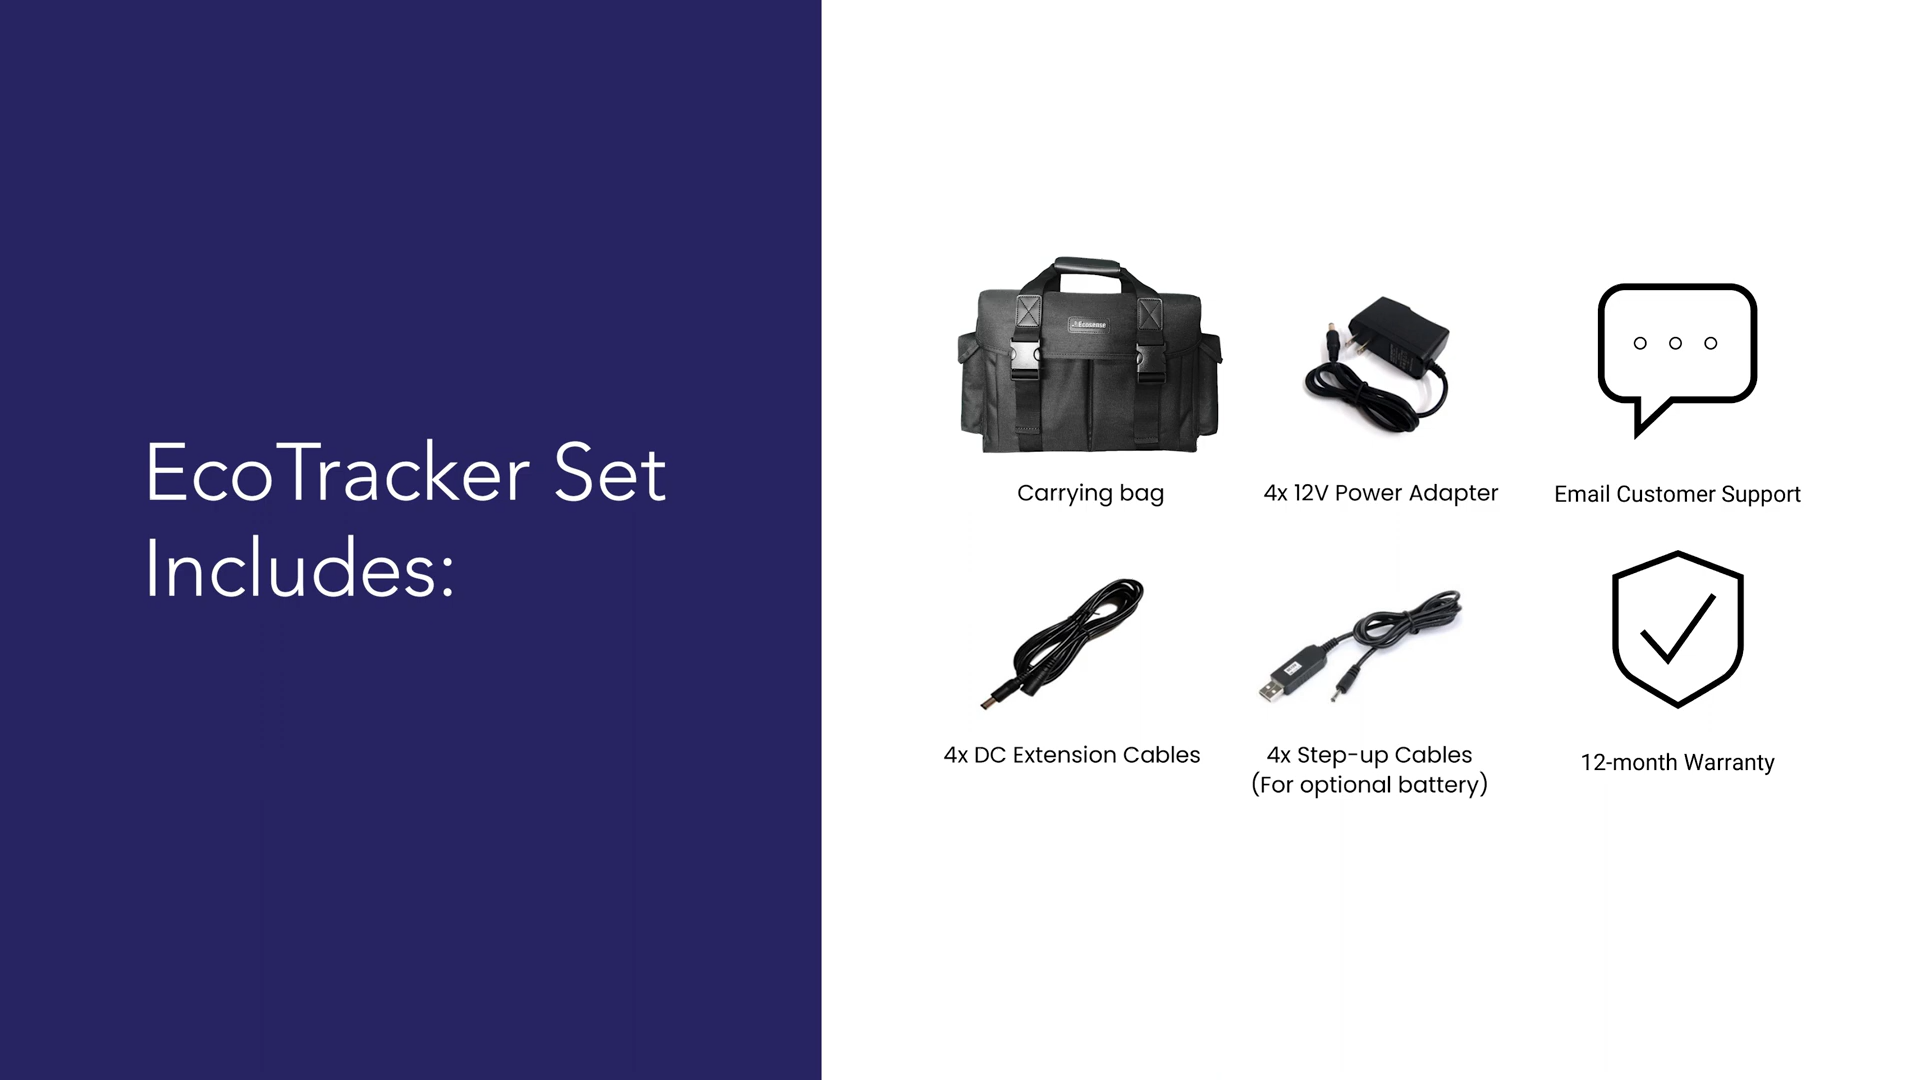 EcoTracker Set
Includes:
Ecosense
Carrying bag
4x 12V Power Adapter
Email Customer Support
4x DC Extension Cables
4x Step-up Cables
(For optional battery)
12-month Warranty